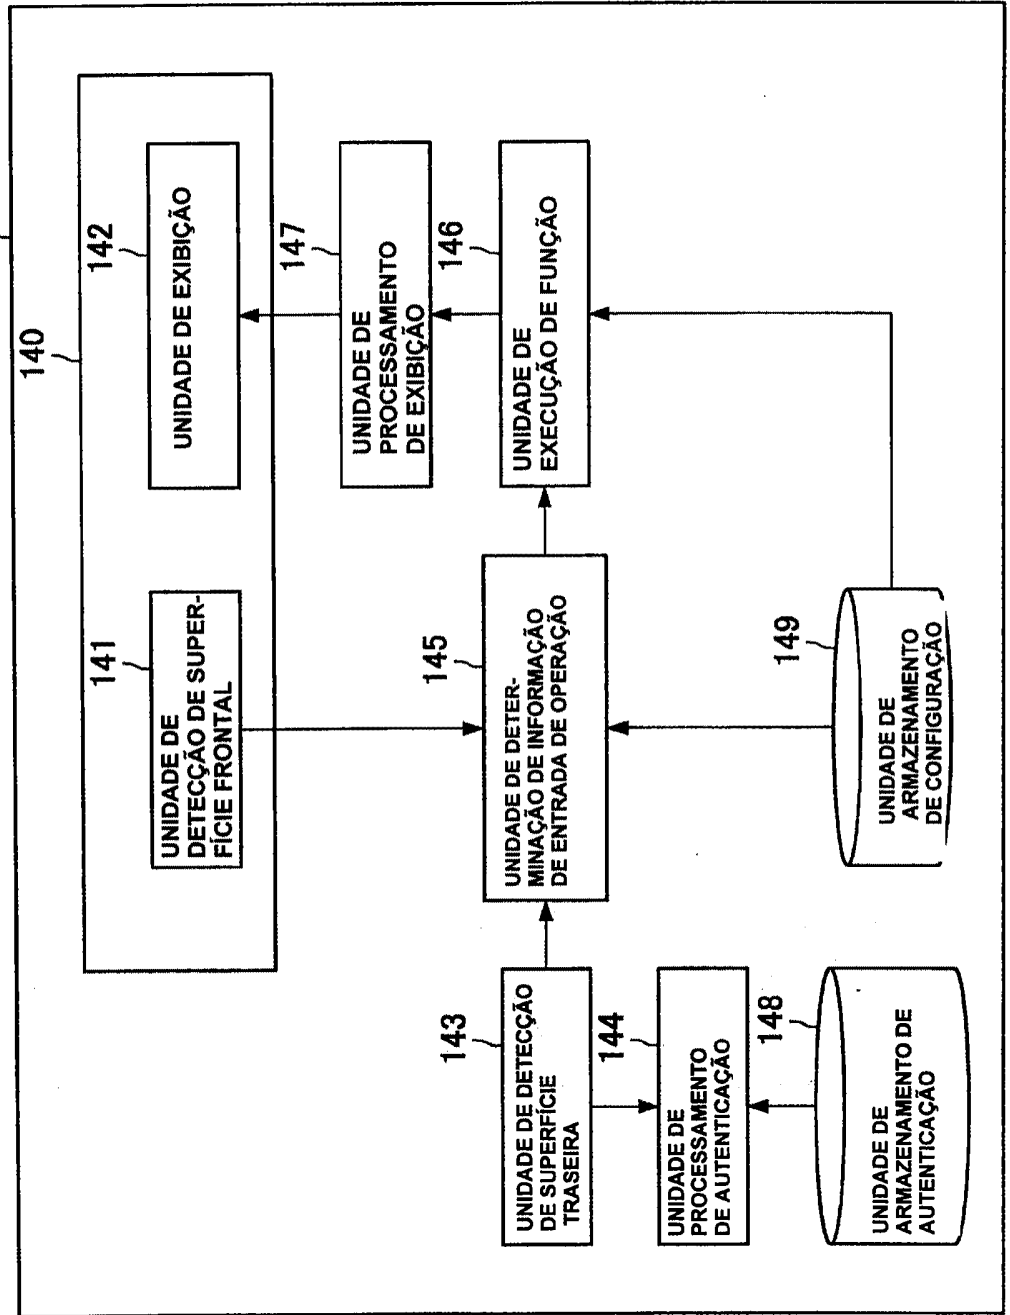 140
141
UNIDADE DE
DETECÇÃO DE SUPER-
FÍCIE FRONTAL
142
UNIDADE DE EXIBIÇÃO
147
UNIDADE DE
PROCESSAMENTO
DE EXIBIÇÃO
143
UNIDADE DE DETECÇÃO
DE SUPERFÍCIE
TRASEIRA
145
UNIDADE DE DETER-
MINAÇÃO DE INFORMAÇÃO
DE ENTRADA DE OPERAÇÃO
146
UNIDADE DE
EXECUÇÃO DE FUNÇÃO
144
UNIDADE DE
PROCESSAMENTO
DE AUTENTICAÇÃO
148
UNIDADE DE
ARMAZENAMENTO DE
AUTENTICAÇÃO
149
UNIDADE DE
ARMAZENAMENTO
DE CONFIGURAÇÃO